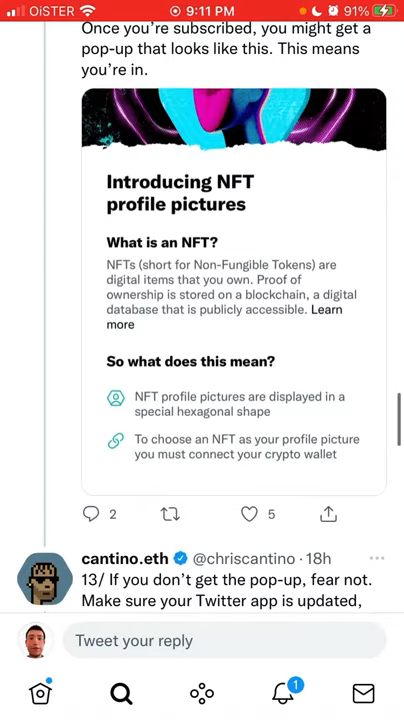 OiSTER 9:11 PM 91%
Once you're subscribed, you might get a
pop-up that looks like this. This means
you're in.
Introducing NFT
profile pictures
What is an NFT?
NFTs (short for Non-Fungible Tokens) are
digital items that you own. Proof of
ownership is stored on a blockchain, a digital
database that is publicly accessible. Learn
more
So what does this mean?
NFT profile pictures are displayed in a
special hexagonal shape
To choose an NFT as your profile picture
you must connect your crypto wallet
2 5
cantino.eth @chriscantino · 18h
13/ If you don't get the pop-up, fear not.
Make sure your Twitter app is updated,
Tweet your reply
1